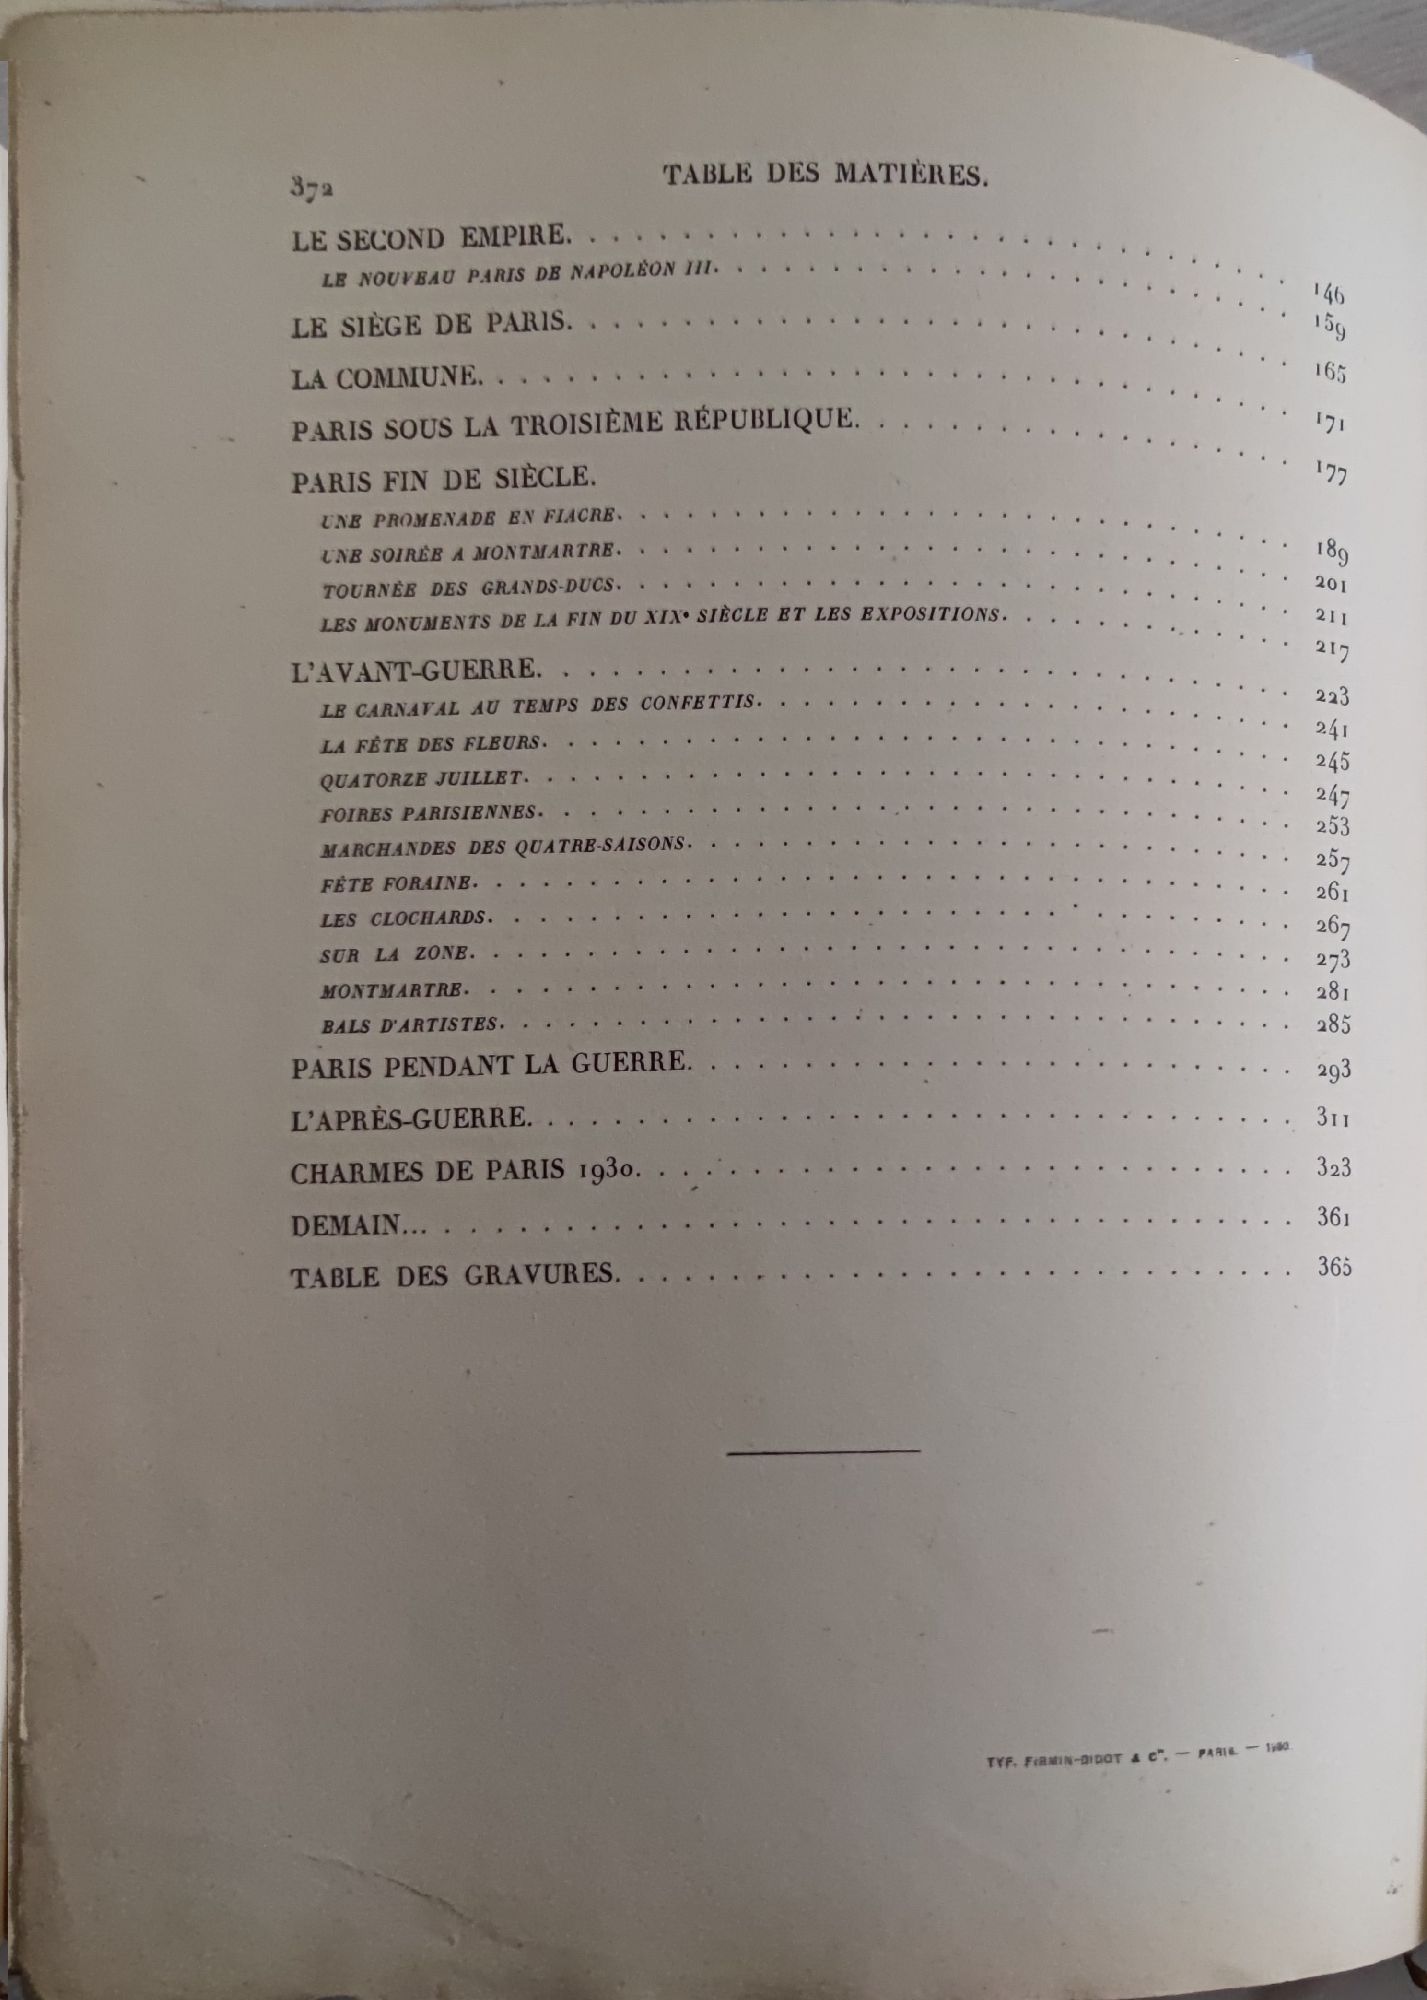 372 TABLE DES MATIÈRES.
LE SECOND EMPIRE. . . . . . . . . . 146
LE NOUVEAU PARIS DE NAPOLÉON III. . . . . . . . . . 159
LE SIÈGE DE PARIS. . . . . . . . . . 165
LA COMMUNE. . . . . . . . . . 171
PARIS SOUS LA TROISIÈME RÉPUBLIQUE. . . . . . . . . . 177
PARIS FIN DE SIÈCLE.
UNE PROMENADE EN FIACRE. . . . . . . . . . 189
UNE SOIRÉE A MONTMARTRE. . . . . . . . . . 201
TOURNÉE DES GRANDS-DUCS. . . . . . . . . . 211
LES MONUMENTS DE LA FIN DU XIXe SIÈCLE ET LES EXPOSITIONS. . . . . . . . . . 217
L'AVANT-GUERRE. . . . . . . . . . 223
LE CARNAVAL AU TEMPS DES CONFETTIS. . . . . . . . . . 241
LA FÊTE DES FLEURS. . . . . . . . . . 245
QUATORZE JUILLET. . . . . . . . . . 247
FOIRES PARISIENNES. . . . . . . . . . 253
MARCHANDES DES QUATRE-SAISONS. . . . . . . . . . 257
FÊTE FORAINE. . . . . . . . . . 261
LES CLOCHARDS. . . . . . . . . . 267
SUR LA ZONE. . . . . . . . . . 273
MONTMARTRE. . . . . . . . . . 281
BALS D'ARTISTES. . . . . . . . . . 285
PARIS PENDANT LA GUERRE. . . . . . . . . . 293
L'APRÈS-GUERRE. . . . . . . . . . 311
CHARMES DE PARIS 1930. . . . . . . . . . 323
DEMAIN... . . . . . . . . . . 361
TABLE DES GRAVURES. . . . . . . . . . 365
TYP. FIRMIN-DIDOT & Cie. — PARIS. — 1930.